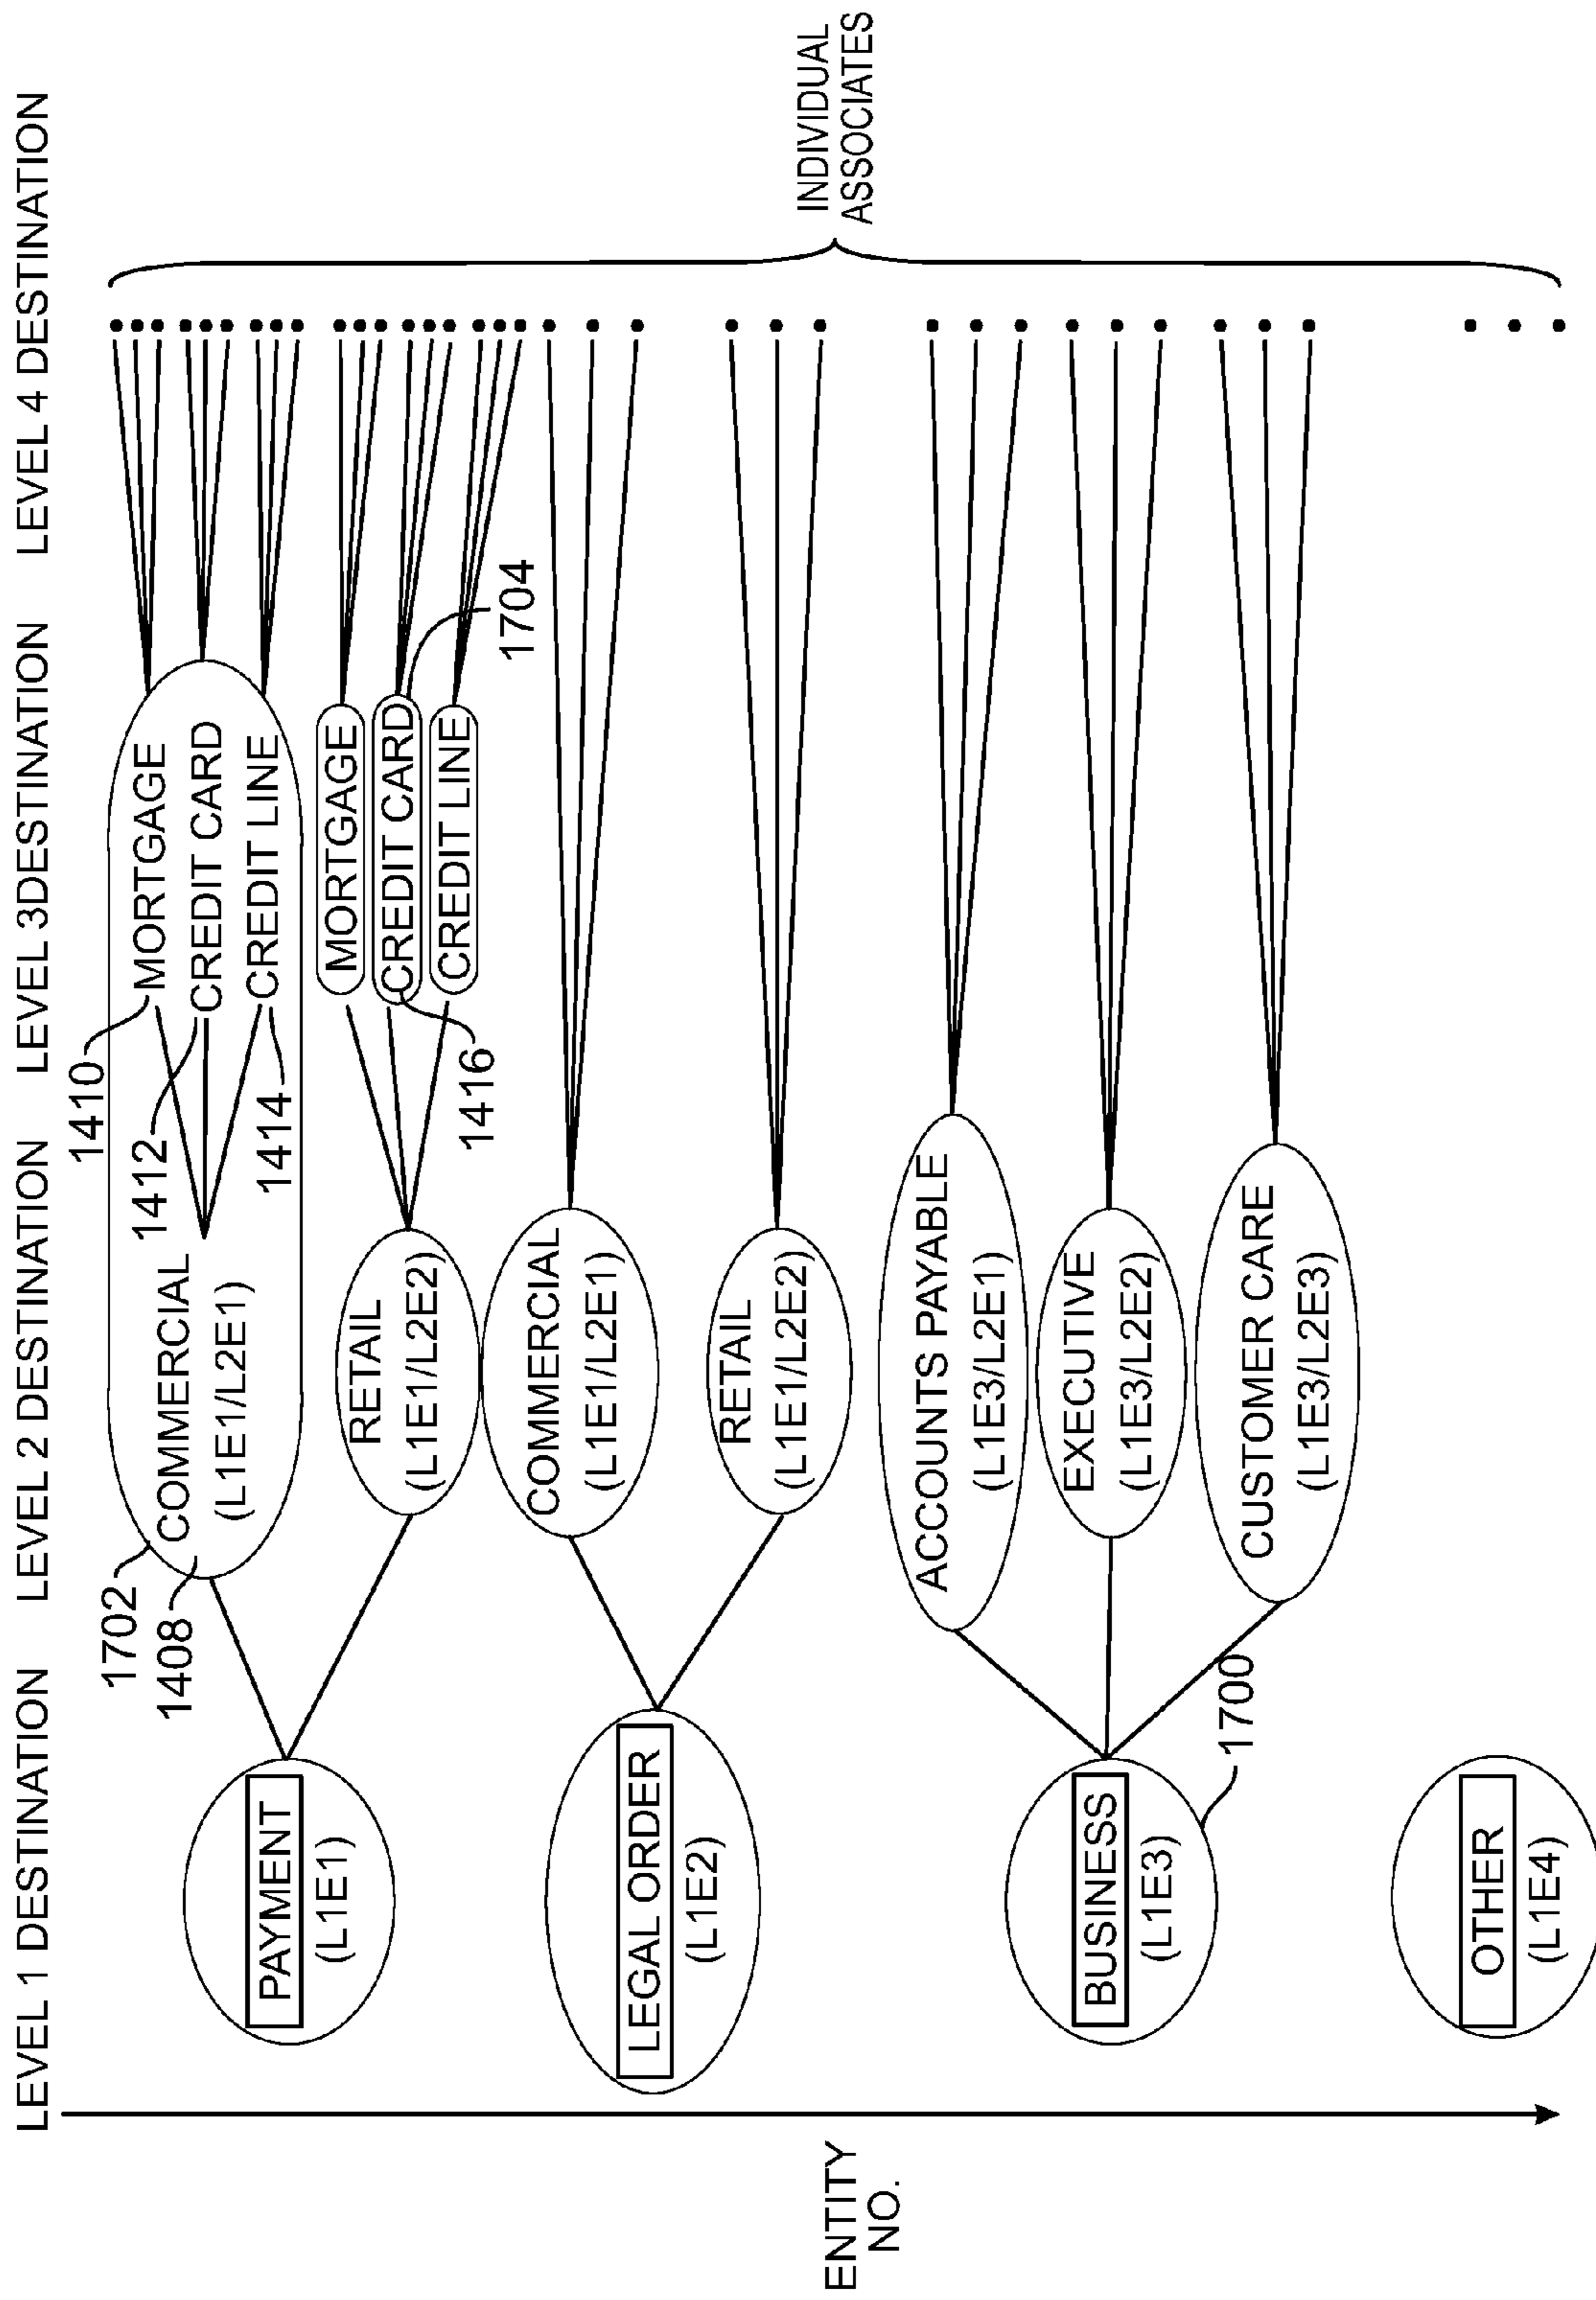 LEVEL 1 DESTINATION
LEVEL 2 DESTINATION
LEVEL 3DESTINATION
LEVEL 4 DESTINATION
ENTITY
NO.
PAYMENT
(L1E1)
1702
1408
COMMERCIAL
(L1E1/L2E1)
1410
1412
1414
MORTGAGE
CREDIT CARD
CREDIT LINE
RETAIL
(L1E1/L2E2)
MORTGAGE
CREDIT CARD
CREDIT LINE
1416
1704
LEGAL ORDER
(L1E2)
COMMERCIAL
(L1E1/L2E1)
RETAIL
(L1E1/L2E2)
BUSINESS
(L1E3)
1700
ACCOUNTS PAYABLE
(L1E3/L2E1)
EXECUTIVE
(L1E3/L2E2)
CUSTOMER CARE
(L1E3/L2E3)
OTHER
(L1E4)
INDIVIDUAL
ASSOCIATES